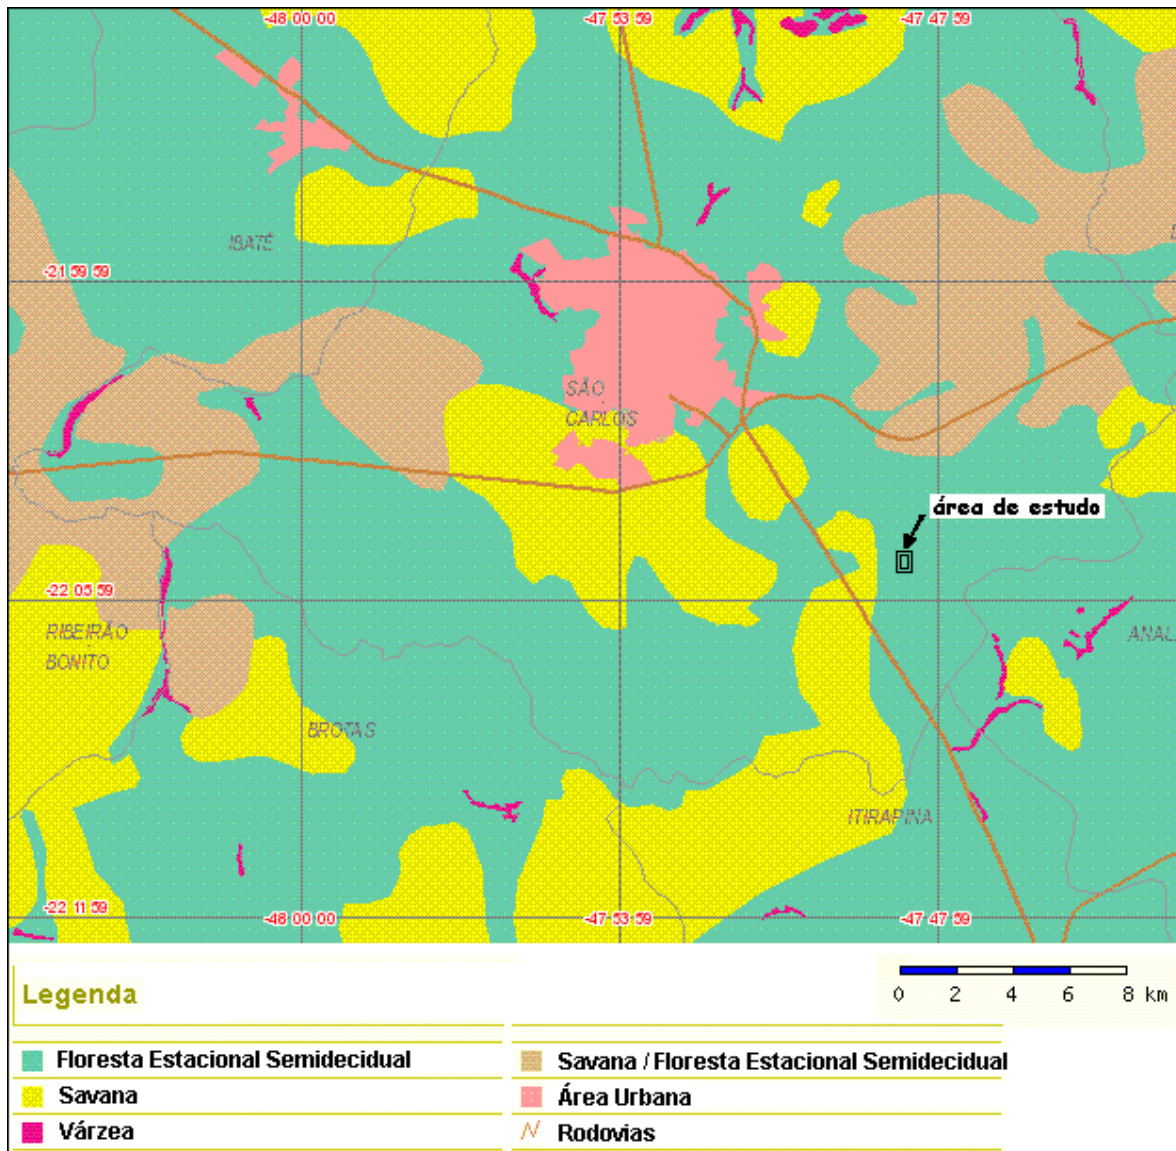 -48 00 00
-47 53 59
-47 47 59
IBATÉ
-21 59 59
SÃO
CARLOS
área de estudo
-22 05 59
RIBEIRÃO
BONITO
ANAL
BROTAS
ITIRAPINA
-22 11 59
-48 00 00
-47 53 59
-47 47 59
Legenda
0 2 4 6 8 km
Floresta Estacional Semidecidual
Savana / Floresta Estacional Semidecidual
Savana
Área Urbana
Várzea
Rodovias